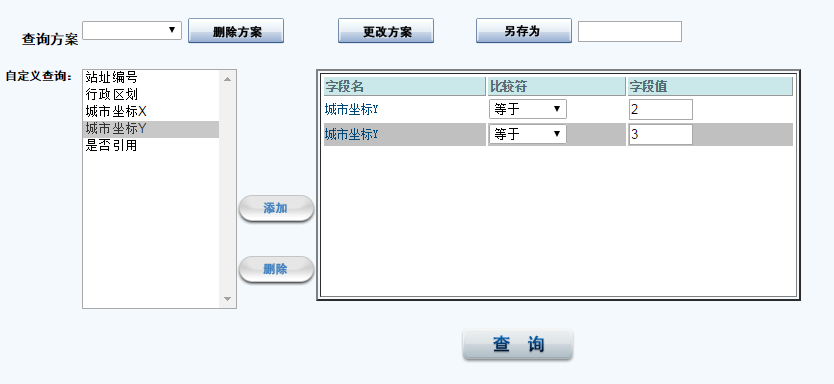 查询方案 删除方案 更改方案 另存为
自定义查询:
站址编号
行政区划
城市坐标X
城市坐标Y
是否引用
添加
删除
字段名 比较符 字段值
城市坐标Y 等于 2
城市坐标Y 等于 3
查 询